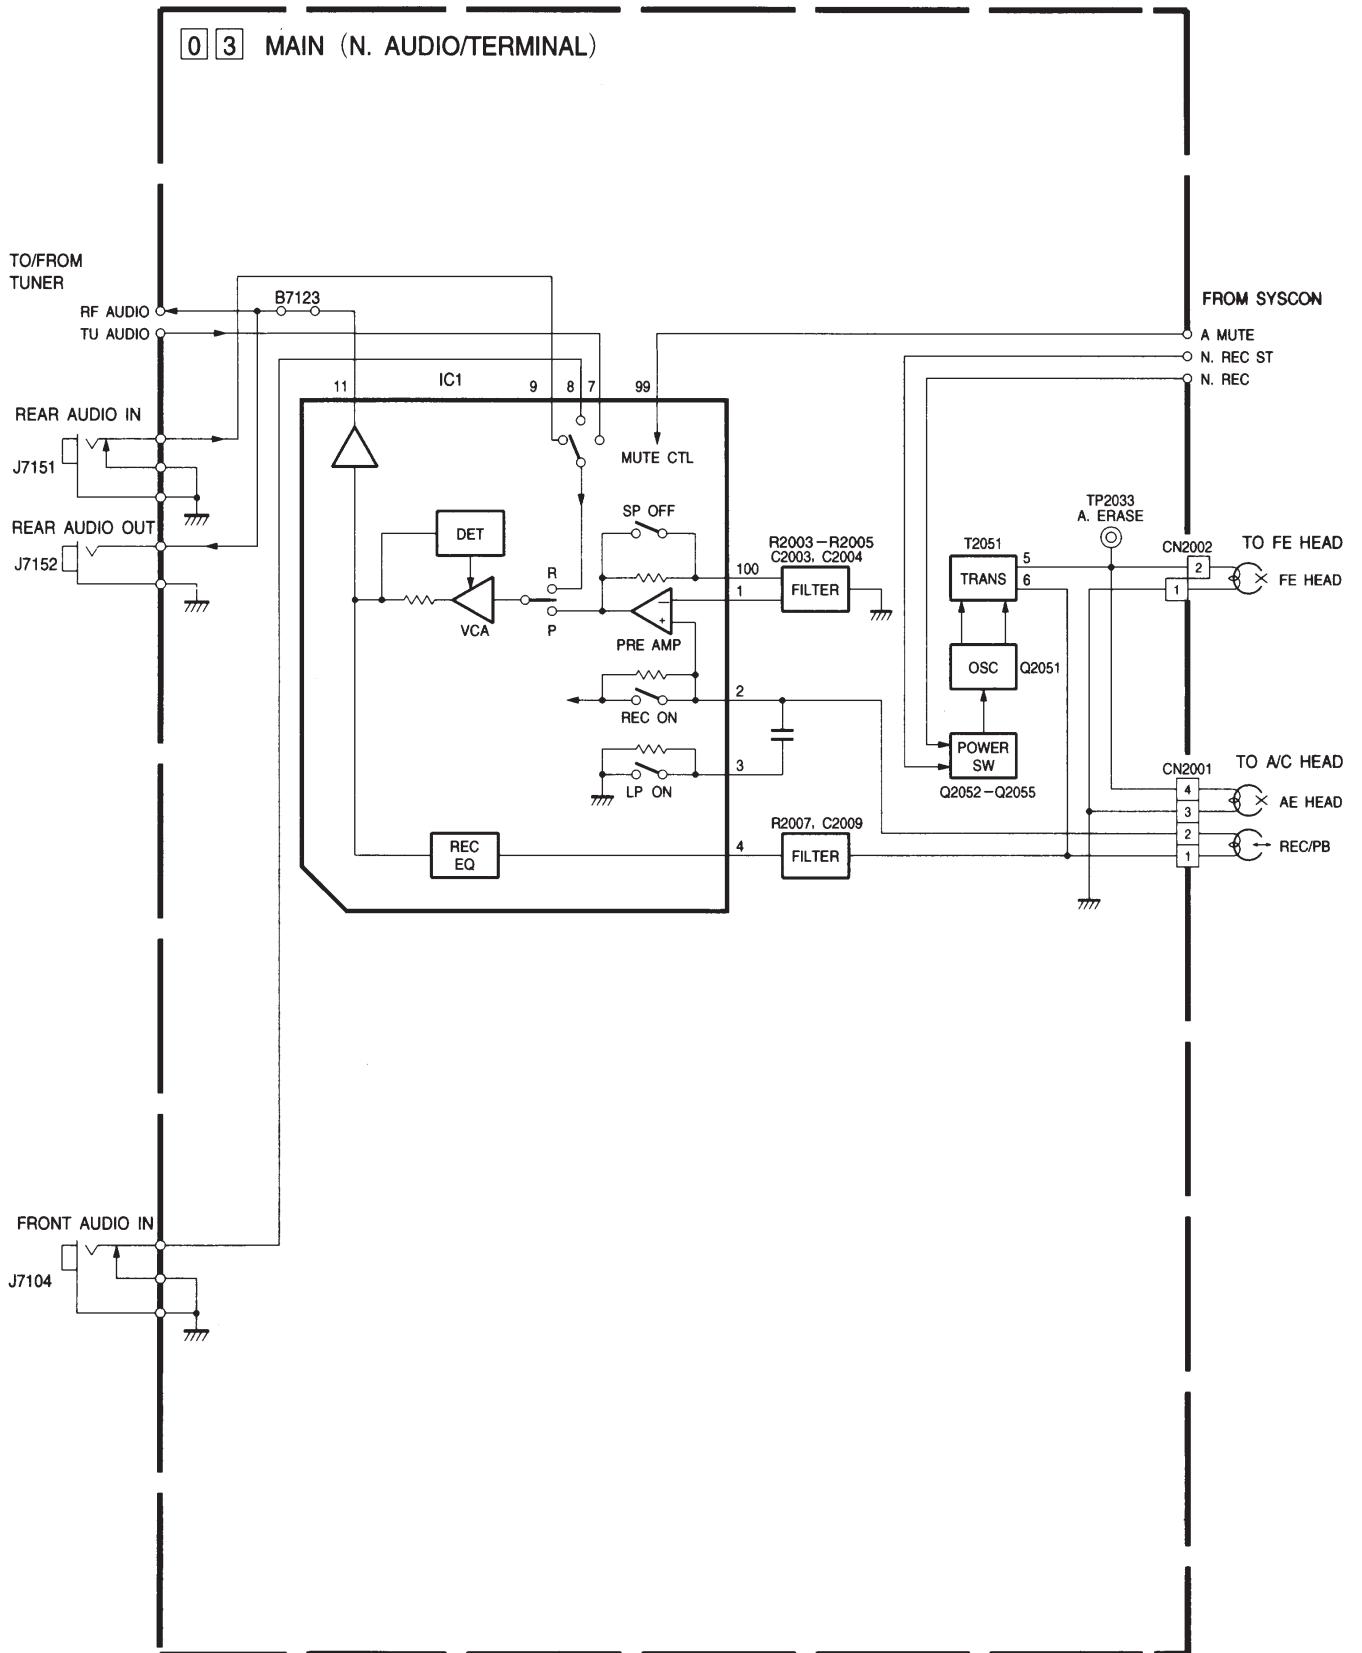 0 3 MAIN (N. AUDIO/TERMINAL)
TO/FROM
TUNER
RF AUDIO
TU AUDIO
B7123
FROM SYSCON
A MUTE
N. REC ST
N. REC
11
IC1
9
8
7
99
REAR AUDIO IN
J7151
REAR AUDIO OUT
J7152
MUTE CTL
SP OFF
DET
VCA
R
P
PRE AMP
100
1
R2003–R2005
C2003, C2004
FILTER
REC ON
2
LP ON
3
REC
EQ
4
R2007, C2009
FILTER
TP2033
A. ERASE
T2051
TRANS
5
6
OSC
Q2051
POWER
SW
Q2052–Q2055
CN2002
2
1
TO FE HEAD
FE HEAD
CN2001
4
3
2
1
TO A/C HEAD
AE HEAD
REC/PB
FRONT AUDIO IN
J7104